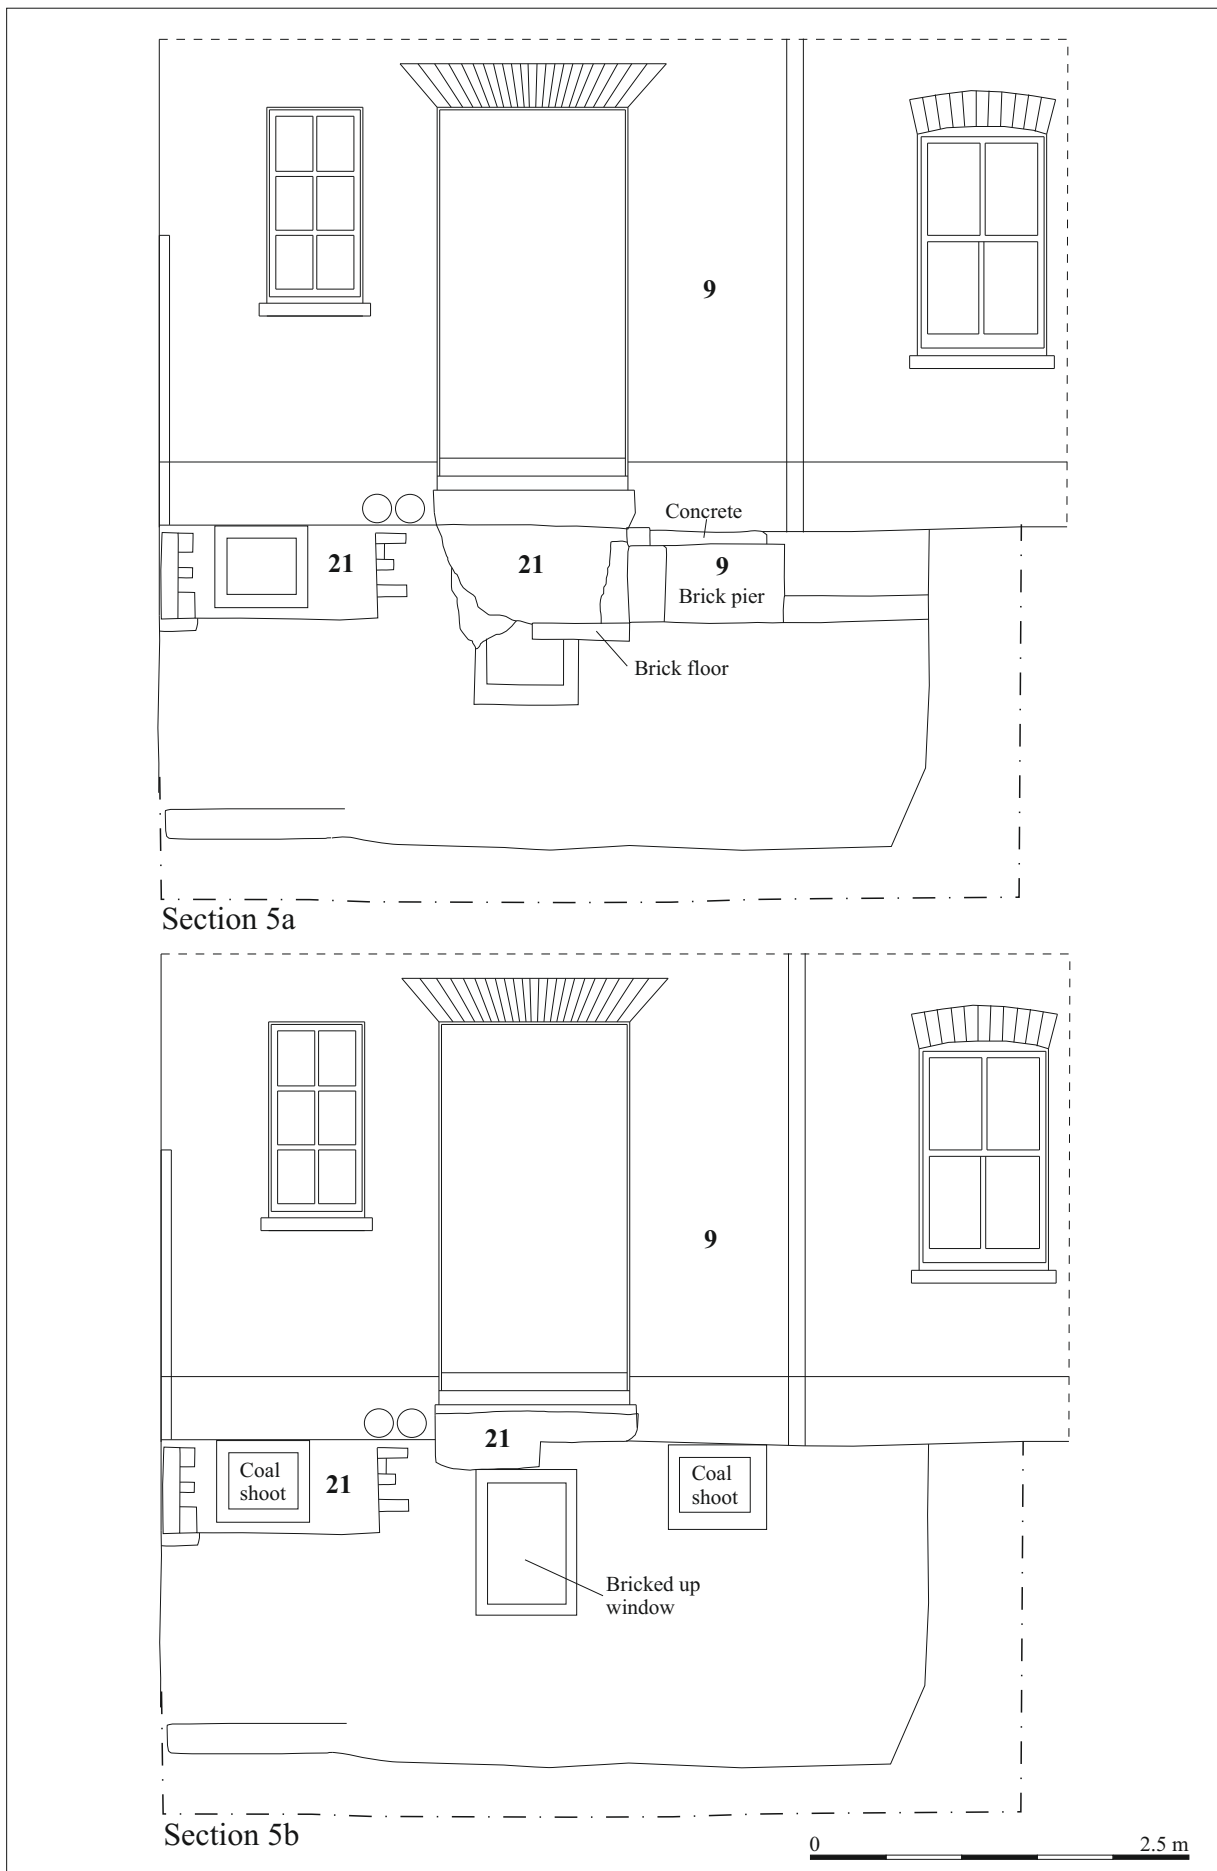 9
Concrete
21
21
9
Brick pier
Brick floor
Section 5a
9
21
Coal
shoot
21
Coal
shoot
Bricked up
window
Section 5b
0 2.5 m